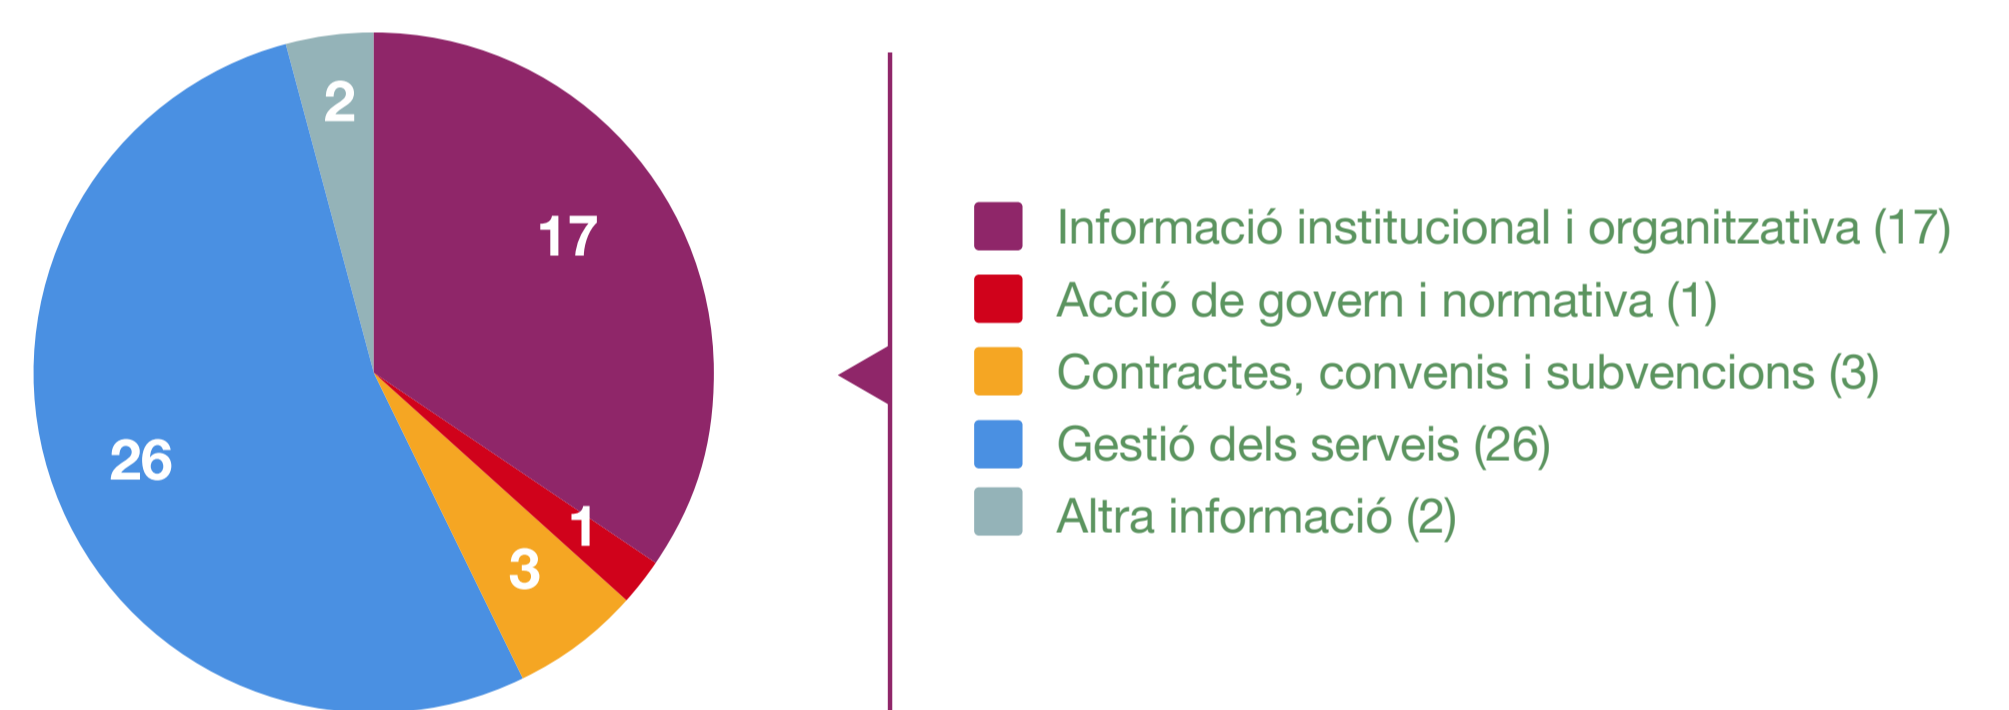 2
17
1
3
26
Informació institucional i organitzativa (17)
Acció de govern i normativa (1)
Contractes, convenis i subvencions (3)
Gestió dels serveis (26)
Altra informació (2)